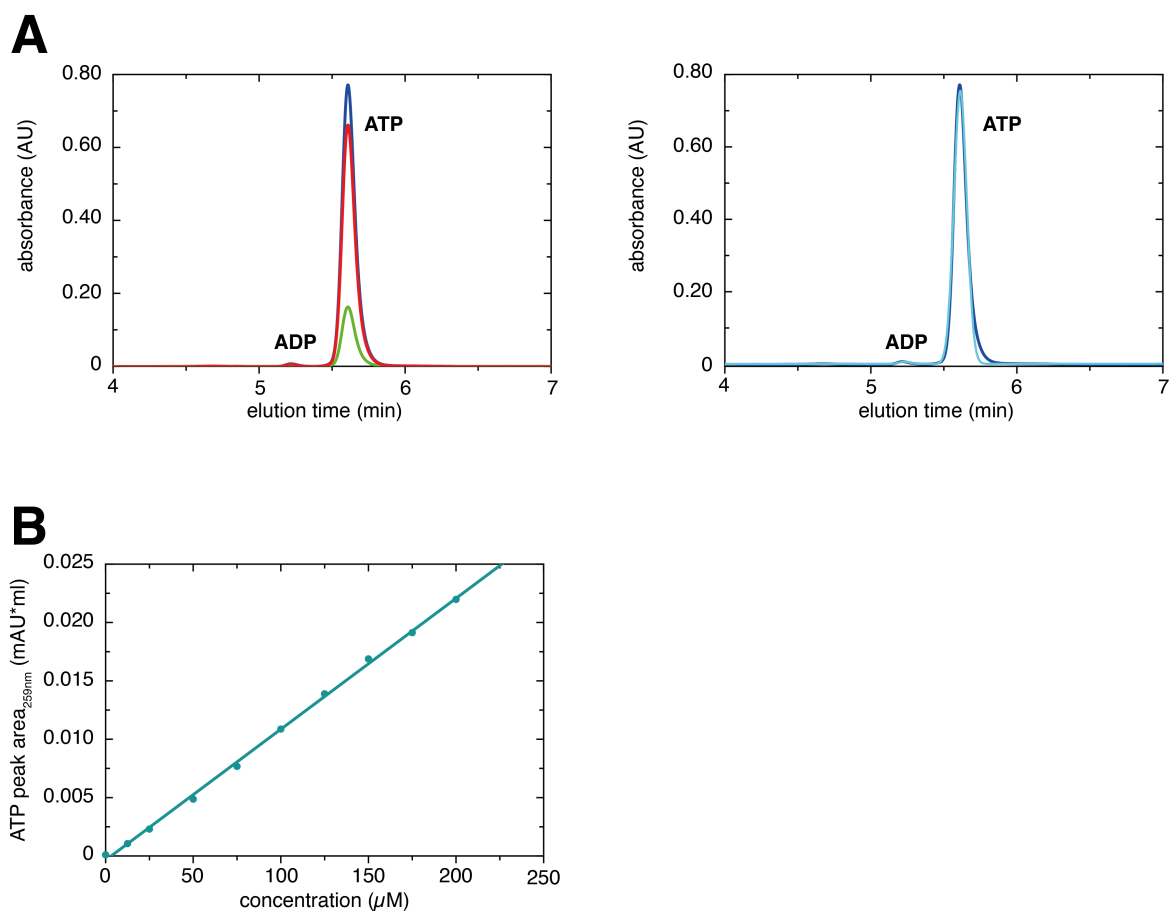 A
0.80
0.60
0.40
0.20
0
absorbance (AU)
ATP
ADP
4 5 6 7
elution time (min)
0.80
0.60
0.40
0.20
0
absorbance (AU)
ATP
ADP
4 5 6 7
elution time (min)
B
0.025
0.020
0.015
0.010
0.005
0
ATP peak area259nm (mAU*ml)
0 50 100 150 200 250
concentration (µM)